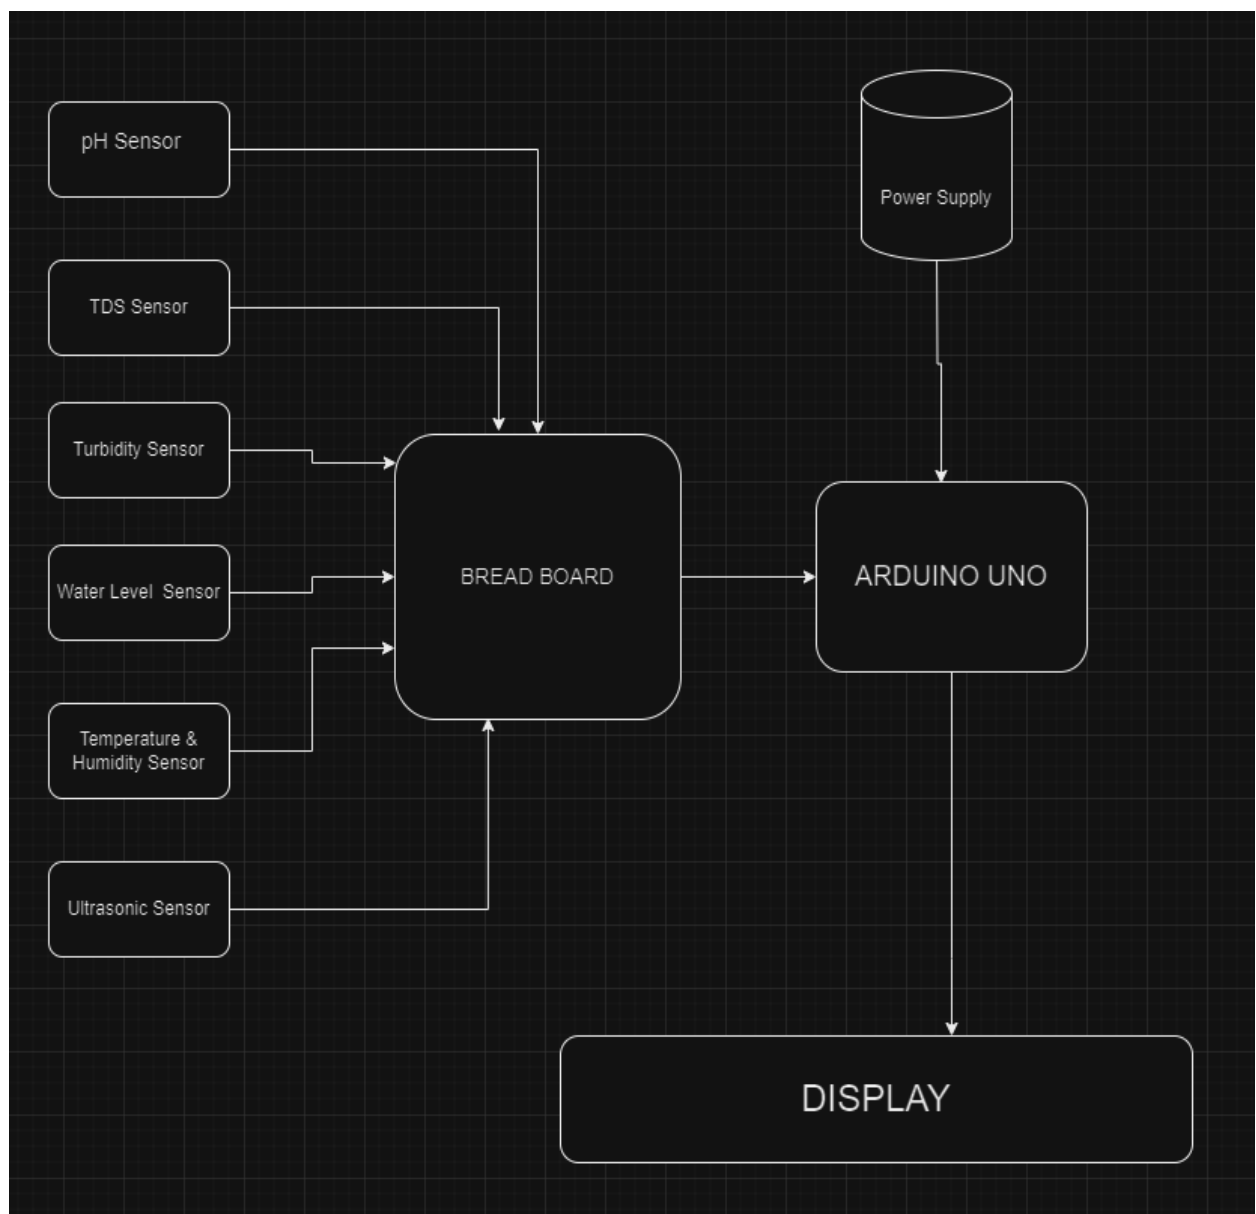 pH Sensor
Power Supply
TDS Sensor
Turbidity Sensor
Water Level  Sensor
BREAD BOARD
ARDUINO UNO
Temperature &
Humidity Sensor
Ultrasonic Sensor
DISPLAY